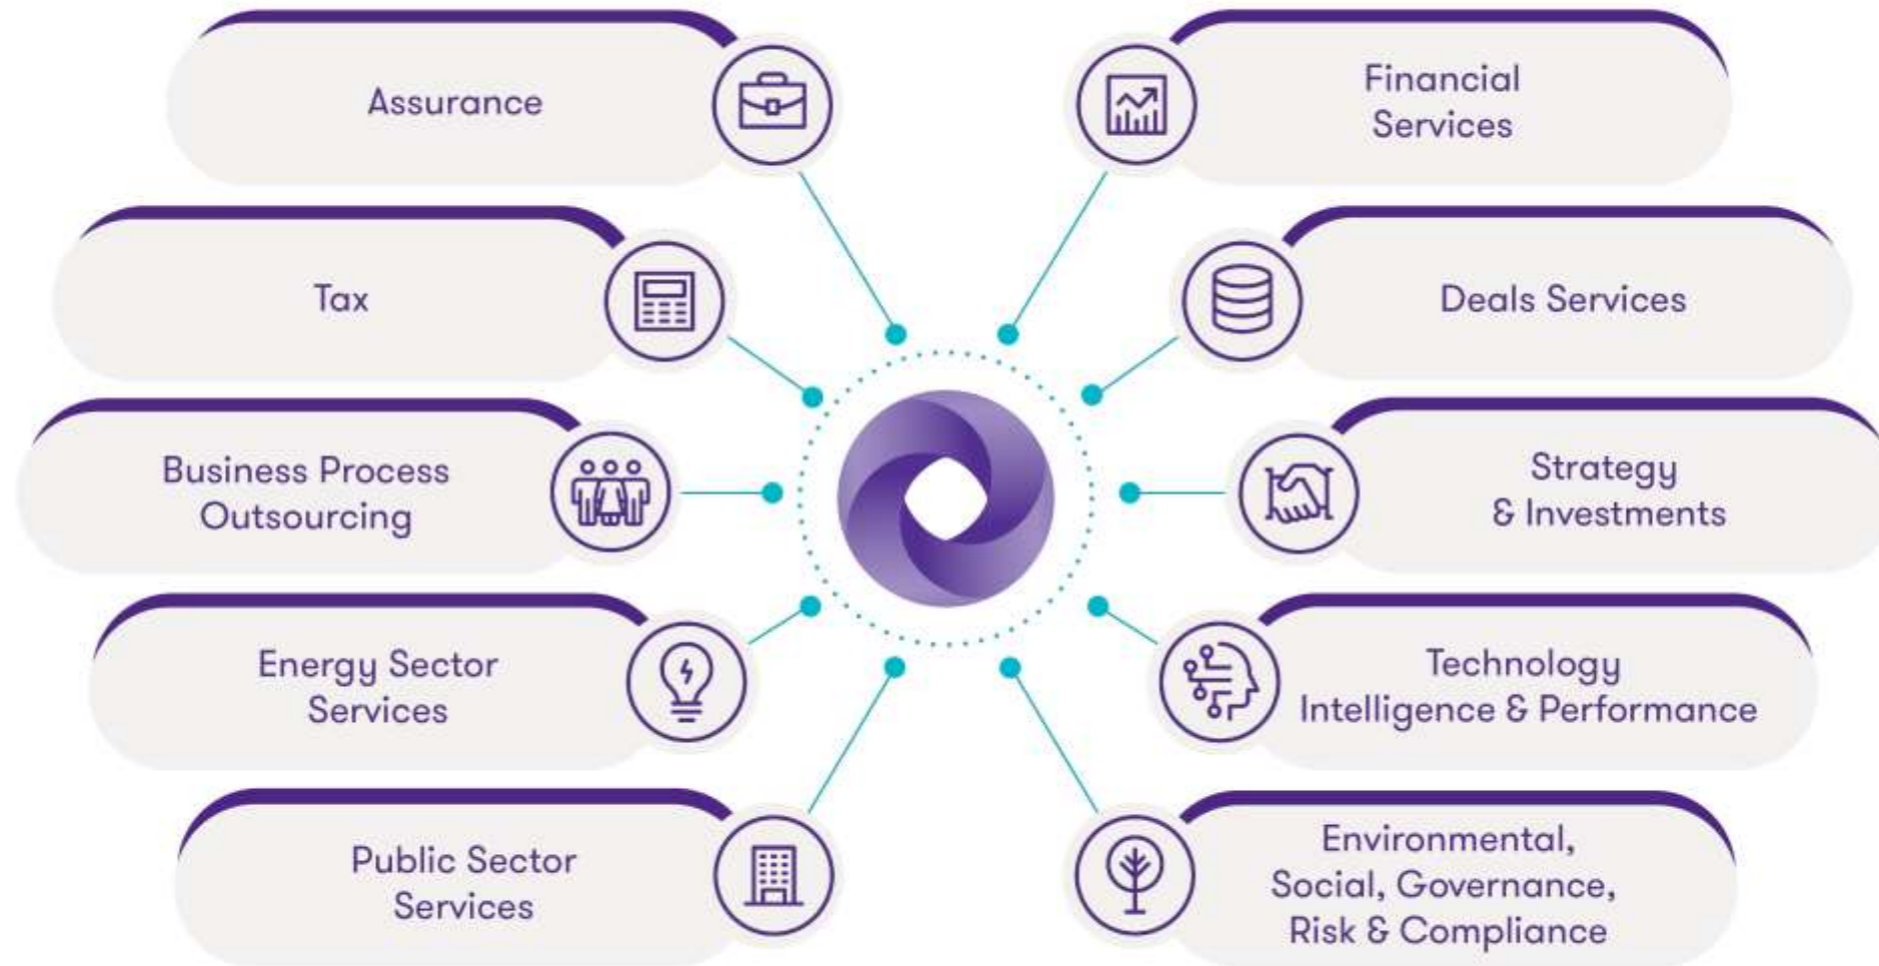 Assurance
Tax
Business Process
Outsourcing
Energy Sector
Services
Public Sector
Services
Financial
Services
Deals Services
Strategy
& Investments
Technology
Intelligence & Performance
Environmental,
Social, Governance,
Risk & Compliance